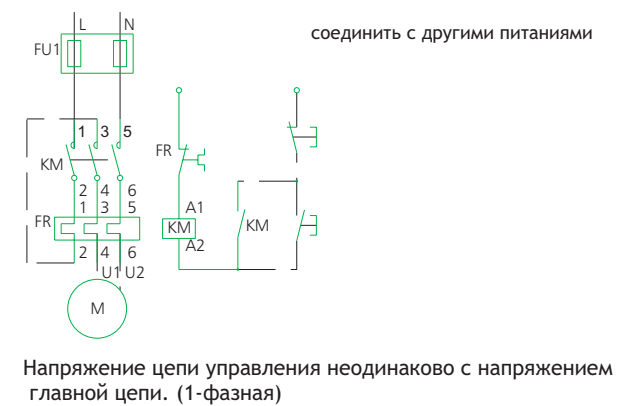 L N
соединить с другими питаниями
FU1
1 3 5
FR
KM
2 4 6
1 3 5
A1
FR
KM
KM
A2
2 4 6
U1 U2
M
Напряжение цепи управления неодинаково с напряжением
главной цепи. (1-фазная)